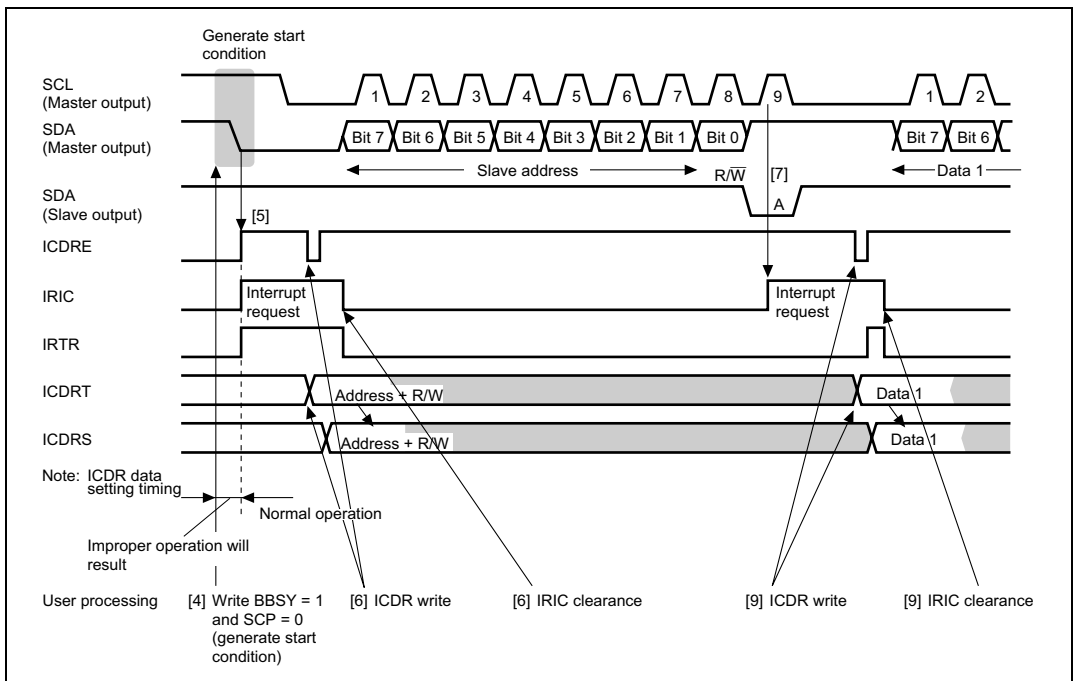 Generate start
condition
SCL
(Master output)
1 2 3 4 5 6 7 8 9 1 2
SDA
(Master output)
Bit 7 Bit 6 Bit 5 Bit 4 Bit 3 Bit 2 Bit 1 Bit 0 Bit 7 Bit 6
Slave address R/W̅ [7] Data 1
SDA
(Slave output)
A
[5]
ICDRE
IRIC
Interrupt
request
Interrupt
request
IRTR
ICDRT
Address + R/W
Data 1
ICDRS
Address + R/W
Data 1
Note: ICDR data
setting timing
Normal operation
Improper operation will
result
User processing
[4] Write BBSY = 1
and SCP = 0
(generate start
condition)
[6] ICDR write
[6] IRIC clearance
[9] ICDR write
[9] IRIC clearance